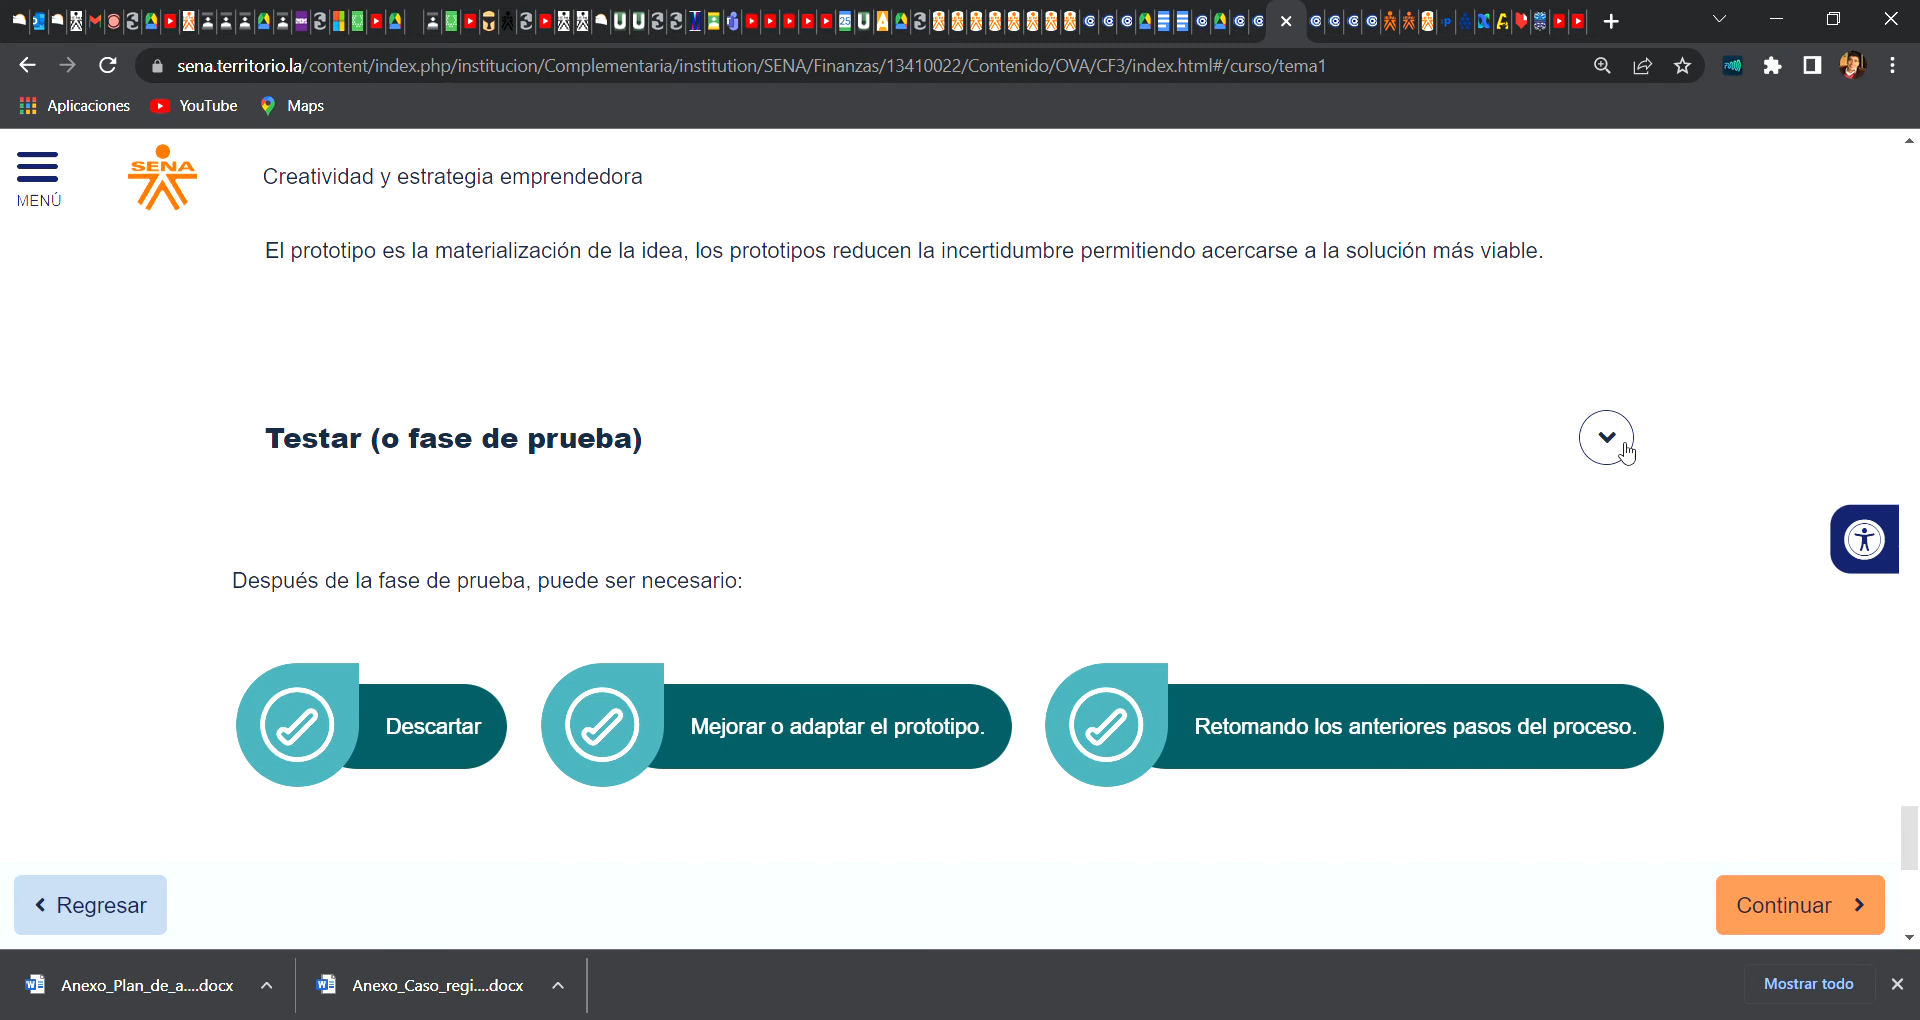 sena.territorio.la/content/index.php/institucion/Complementaria/institution/SENA/Finanzas/13410022/Contenido/OVA/CF3/index.html#/curso/tema1
Aplicaciones YouTube Maps
MENÚ
SENA
Creatividad y estrategia emprendedora
El prototipo es la materialización de la idea, los prototipos reducen la incertidumbre permitiendo acercarse a la solución más viable.
Testar (o fase de prueba)
Después de la fase de prueba, puede ser necesario:
Descartar
Mejorar o adaptar el prototipo.
Retomando los anteriores pasos del proceso.
Regresar
Continuar
Anexo_Plan_de_a....docx
Anexo_Caso_regi....docx
Mostrar todo